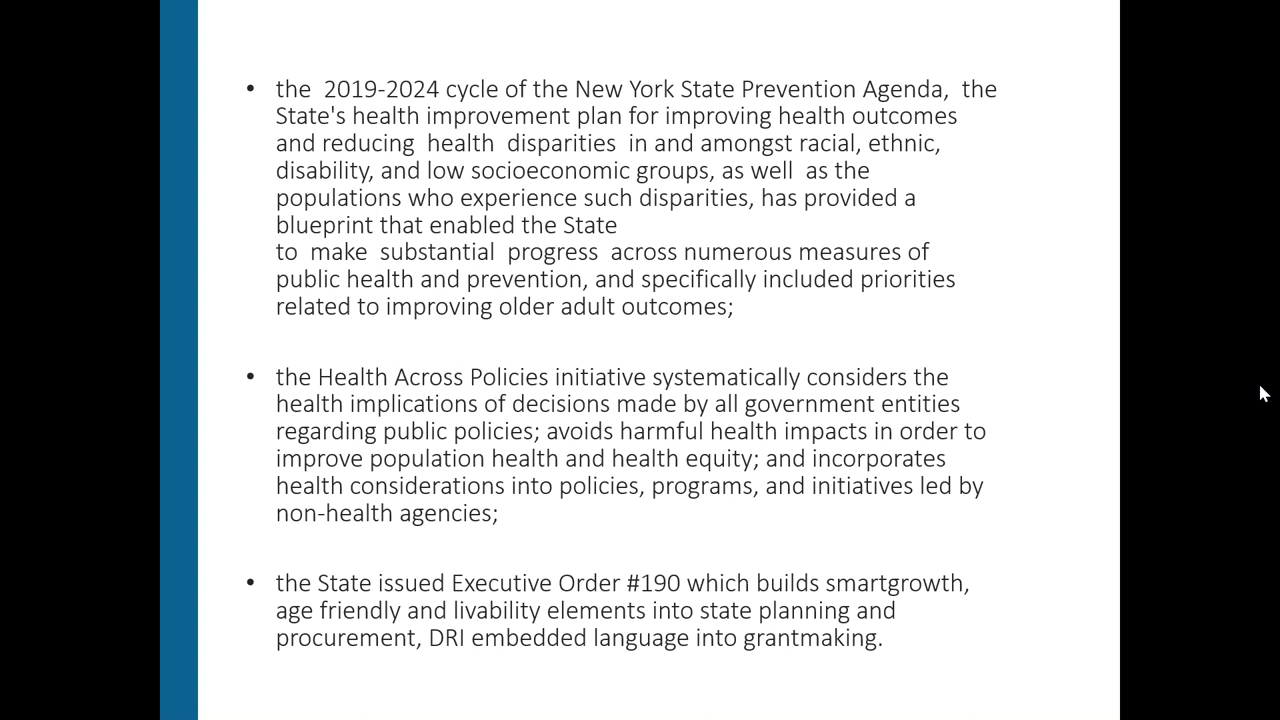 • the  2019-2024 cycle of the New York State Prevention Agenda,  the
State's health improvement plan for improving health outcomes
and reducing  health  disparities  in and amongst racial, ethnic,
disability, and low socioeconomic groups, as well  as the
populations who experience such disparities, has provided a
blueprint that enabled the State
to  make  substantial  progress  across numerous measures of
public health and prevention, and specifically included priorities
related to improving older adult outcomes;
• the Health Across Policies initiative systematically considers the
health implications of decisions made by all government entities
regarding public policies; avoids harmful health impacts in order to
improve population health and health equity; and incorporates
health considerations into policies, programs, and initiatives led by
non-health agencies;
• the State issued Executive Order #190 which builds smartgrowth,
age friendly and livability elements into state planning and
procurement, DRI embedded language into grantmaking.